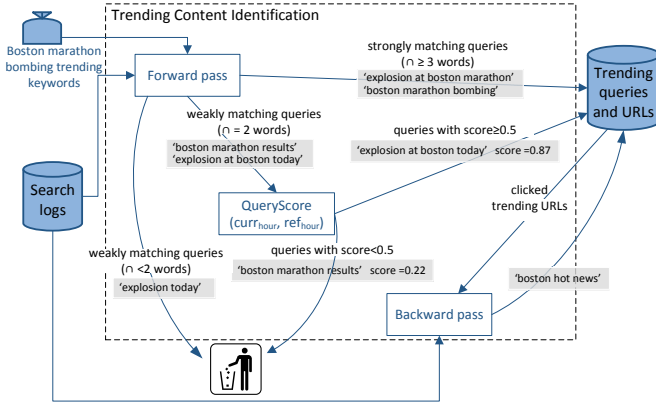 Trending Content Identification
Boston marathon
bombing trending
keywords
Forward pass
strongly matching queries
(∩ ≥ 3 words)
‘explosion at boston marathon’
‘boston marathon bombing’
Trending
queries
and URLs
weakly matching queries
(∩ = 2 words)
‘boston marathon results’
‘explosion at boston today’
queries with score≥0.5
‘explosion at boston today’ score =0.87
Search
logs
QueryScore
(curr_hour, ref_hour)
clicked
trending URLs
weakly matching queries
(∩ <2 words)
‘explosion today’
queries with score<0.5
‘boston marathon results’ score =0.22
‘boston hot news’
Backward pass